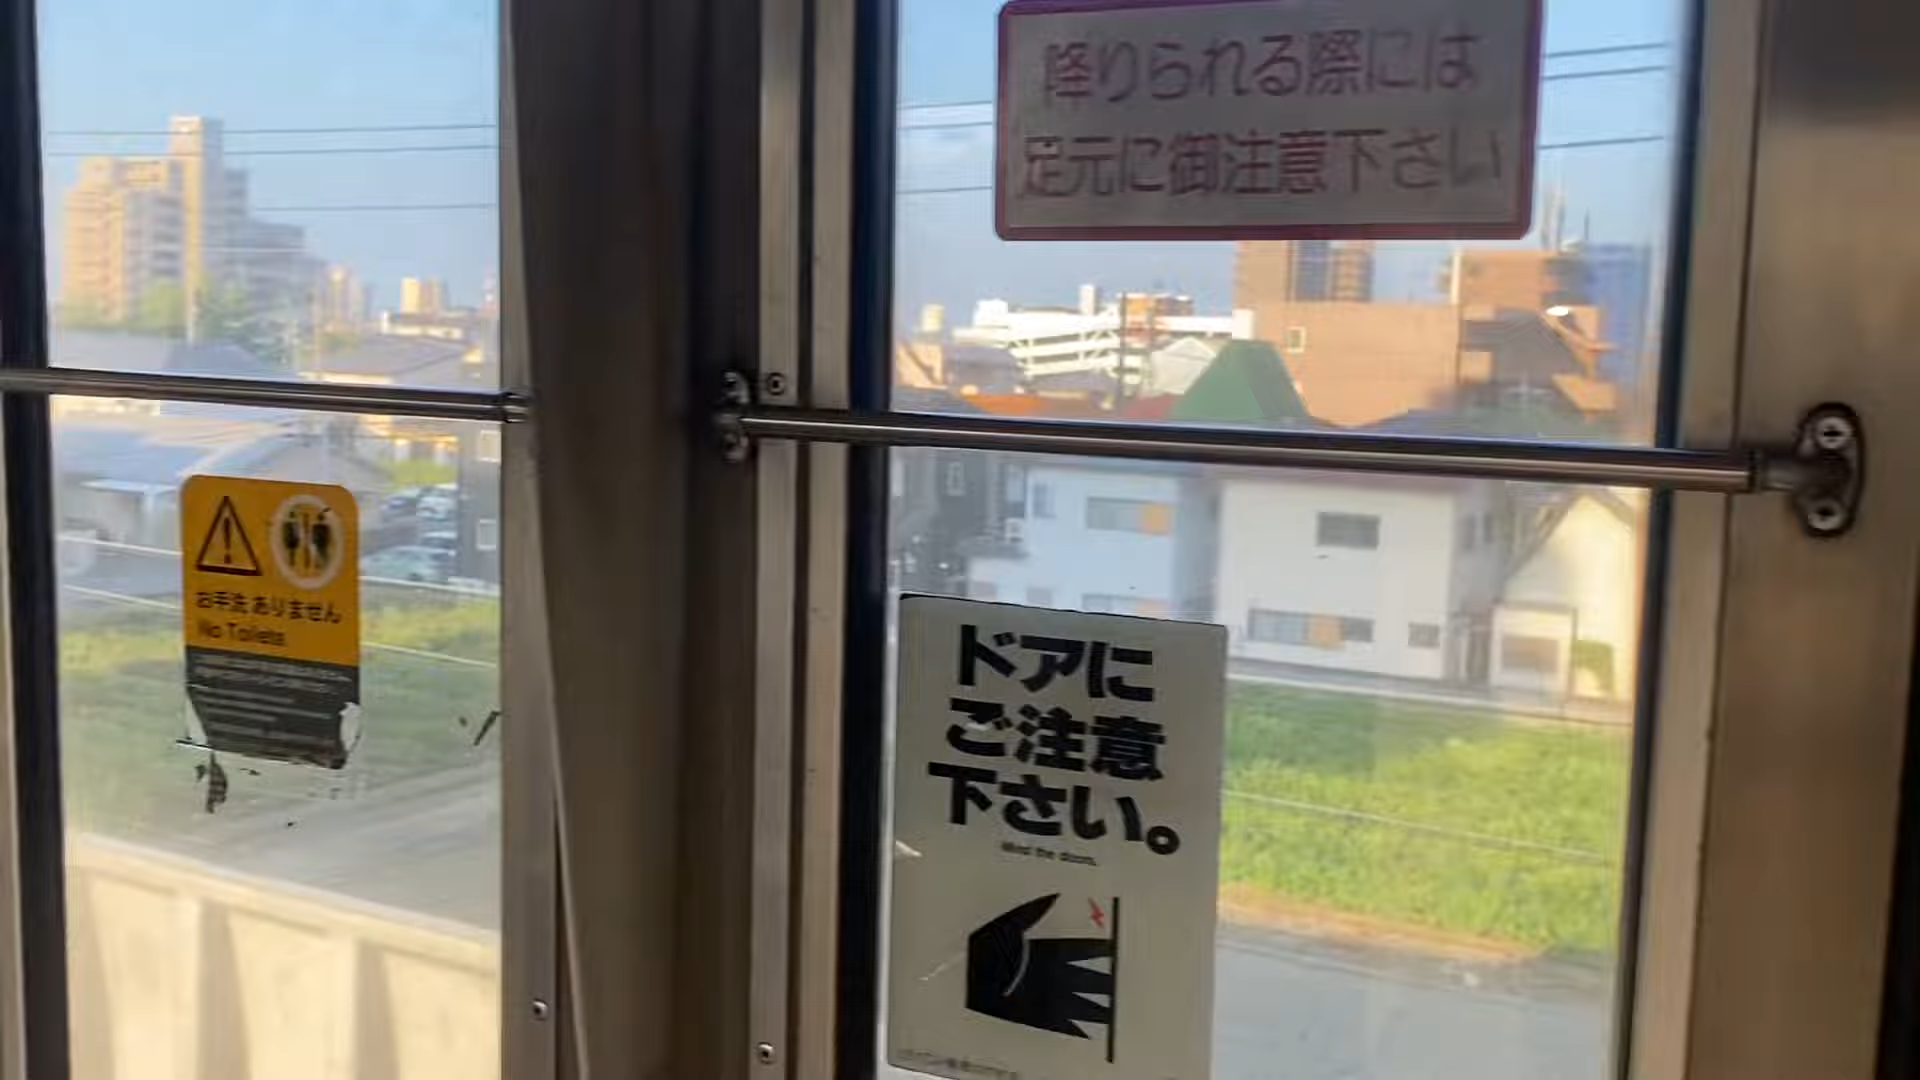 降りられる際には
足元に御注意下さい
お手洗ありません
No Toilets
ドアに
ご注意
下さい。
Mind the doors.